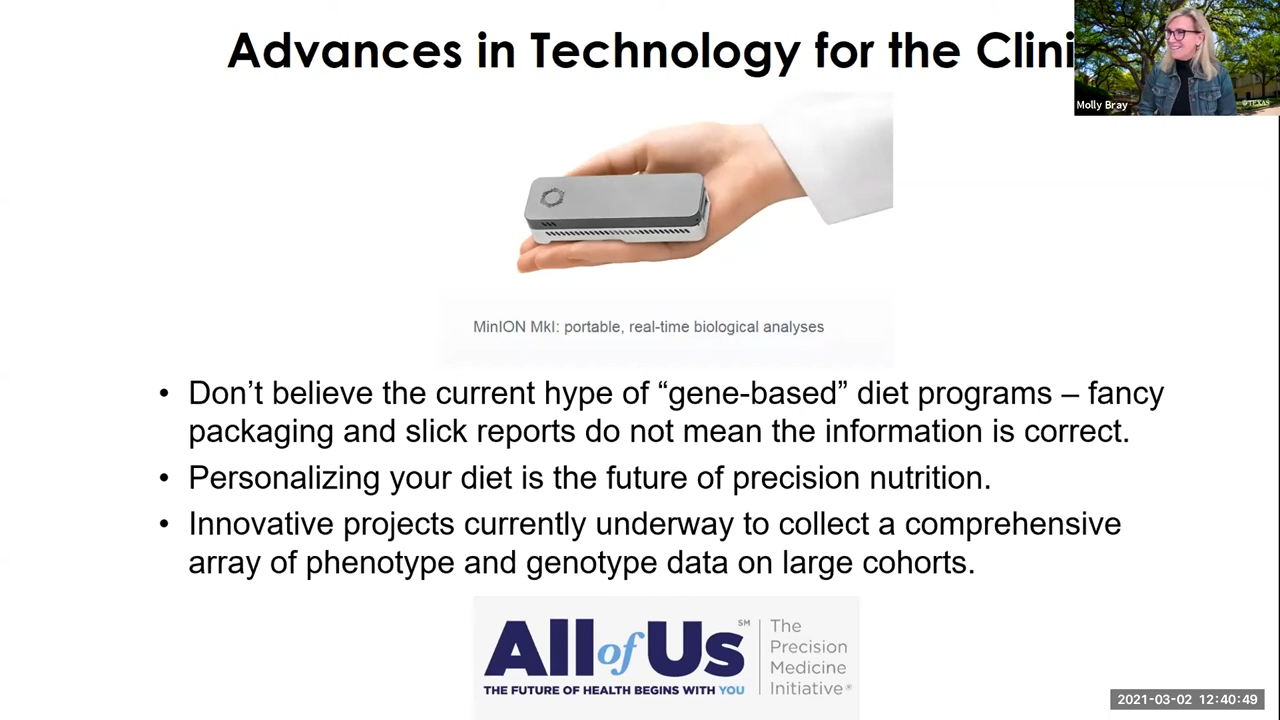 Advances in Technology for the Clini
Molly Bray
TEXAS
MinION MkI: portable, real-time biological analyses
• Don’t believe the current hype of “gene-based” diet programs – fancy
packaging and slick reports do not mean the information is correct.
• Personalizing your diet is the future of precision nutrition.
• Innovative projects currently underway to collect a comprehensive
array of phenotype and genotype data on large cohorts.
All of Us℠
THE FUTURE OF HEALTH BEGINS WITH YOU
The
Precision
Medicine
Initiative®
2021-03-02 12:40:49